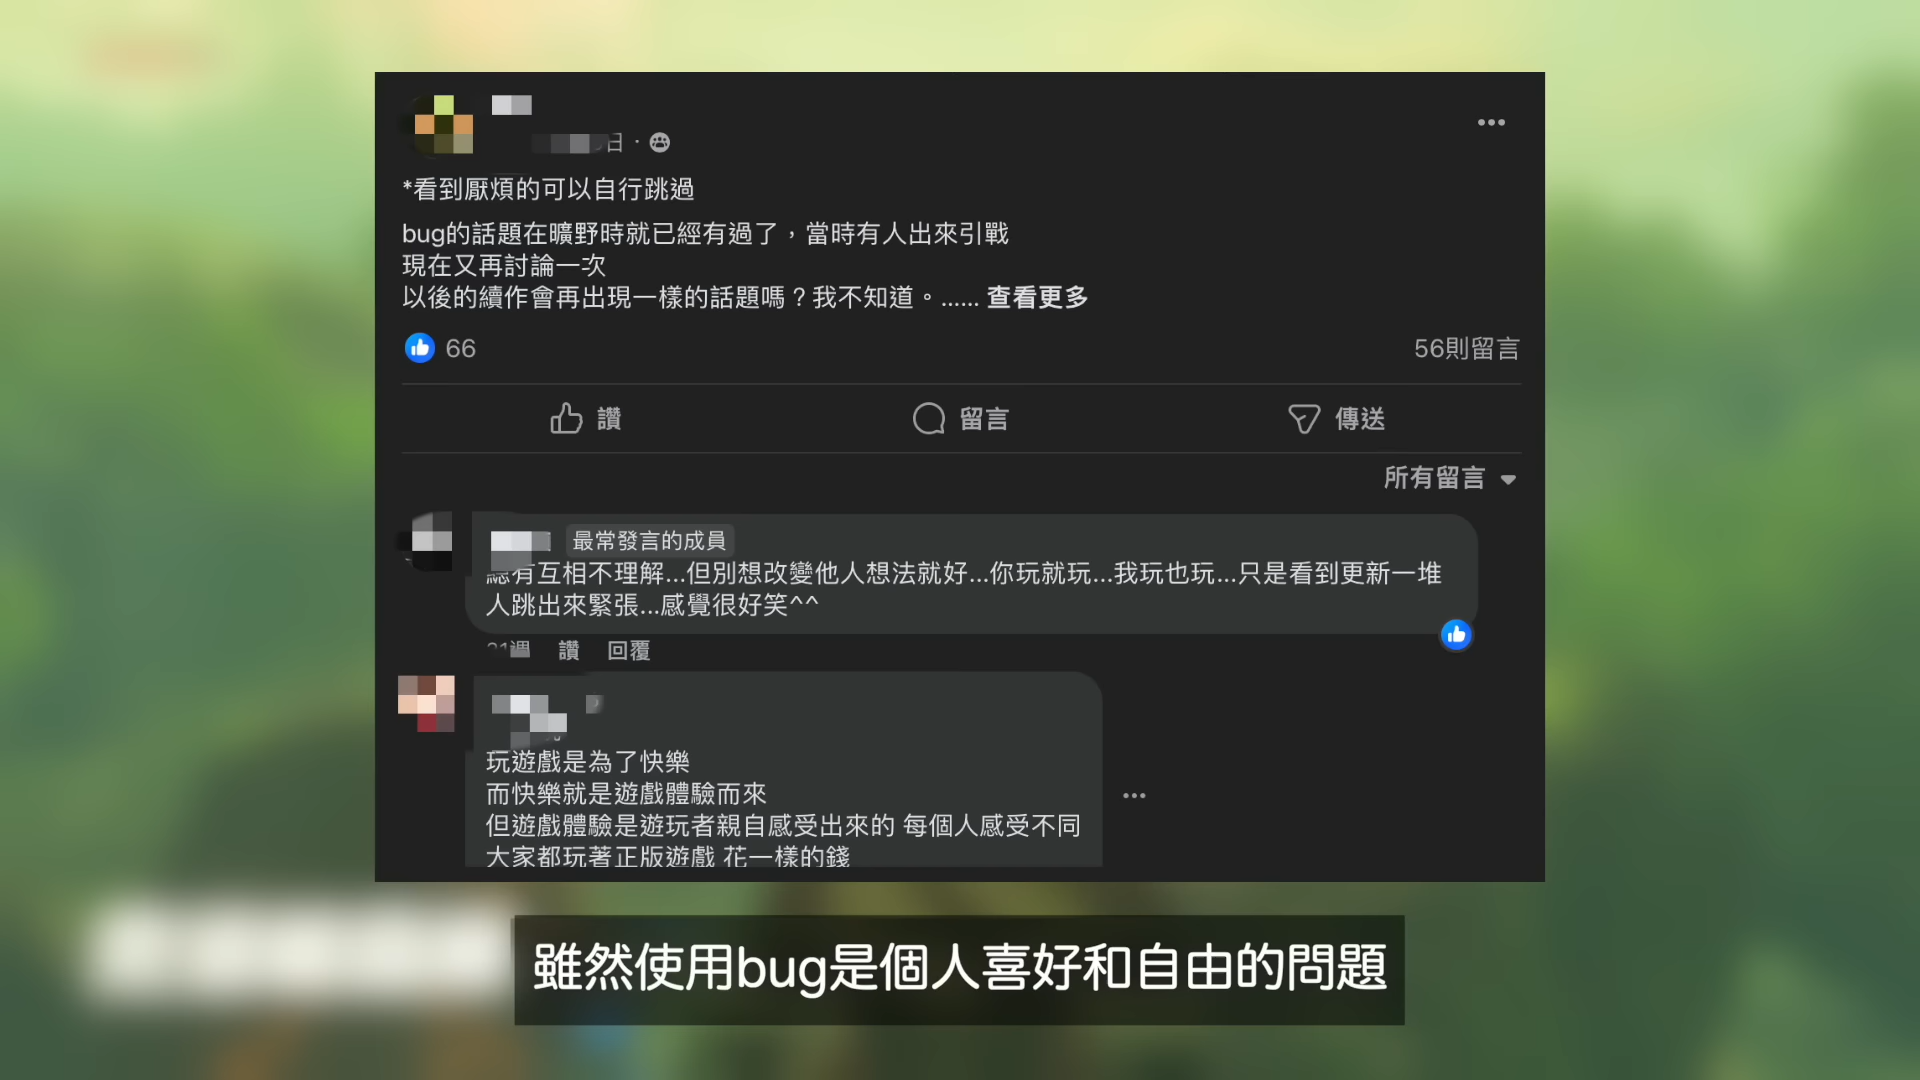 日 ·
*看到厭煩的可以自行跳過
bug的話題在曠野時就已經有過了，當時有人出來引戰
現在又再討論一次
以後的續作會再出現一樣的話題嗎？我不知道。...... 查看更多
66
56則留言
讚
留言
傳送
所有留言
最常發言的成員
總有互相不理解...但別想改變他人想法就好...你玩就玩...我玩也玩...只是看到更新一堆
人跳出來緊張...感覺很好笑^^
讚 回覆
玩遊戲是為了快樂
而快樂就是遊戲體驗而來
但遊戲體驗是遊玩者親自感受出來的 每個人感受不同
大家都玩著正版遊戲 花一樣的錢
雖然使用bug是個人喜好和自由的問題